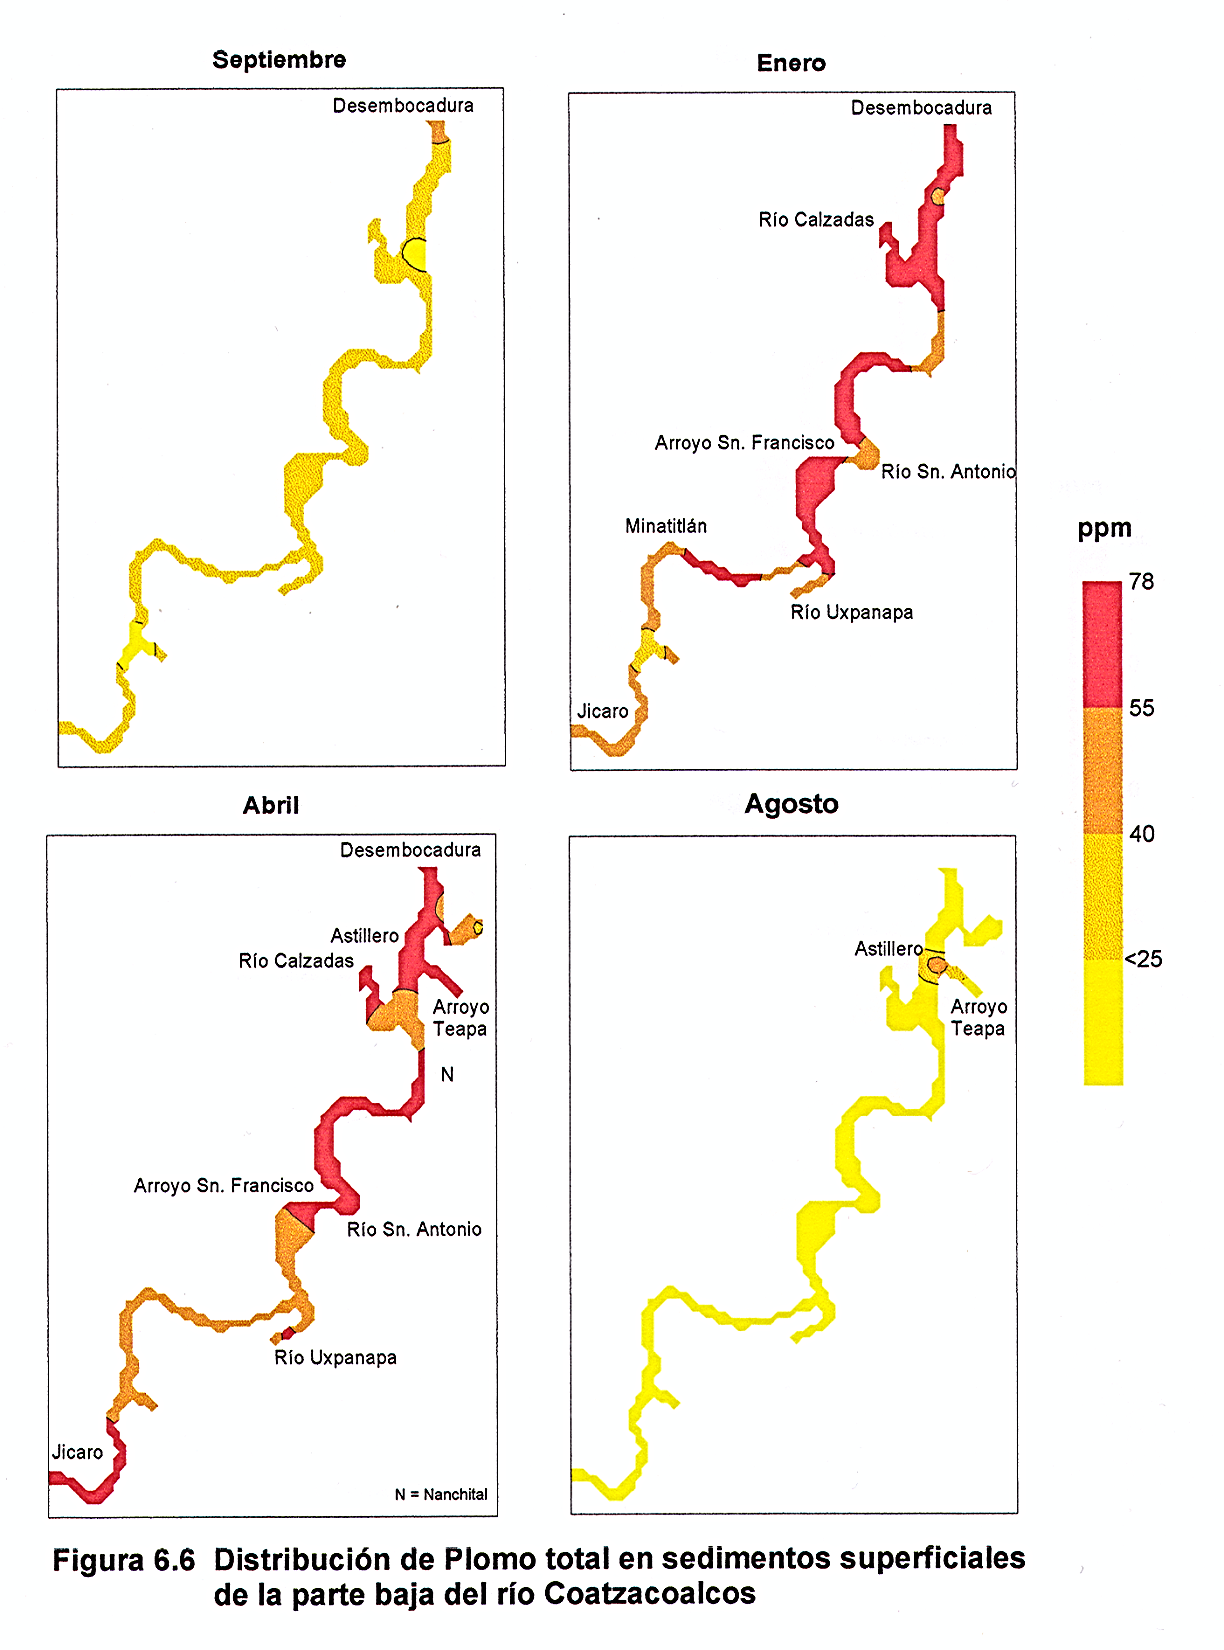 Septiembre
Desembocadura
Enero
Desembocadura
Río Calzadas
Arroyo Sn. Francisco
Río Sn. Antonio
Minatitlán
Río Uxpanapa
Jicaro
ppm
78
55
40
<25
Abril
Desembocadura
Astillero
Río Calzadas
Arroyo
Teapa
N
Arroyo Sn. Francisco
Río Sn. Antonio
Río Uxpanapa
Jicaro
N = Nanchital
Agosto
Astillero
Arroyo
Teapa
Figura 6.6 Distribución de Plomo total en sedimentos superficiales
de la parte baja del río Coatzacoalcos